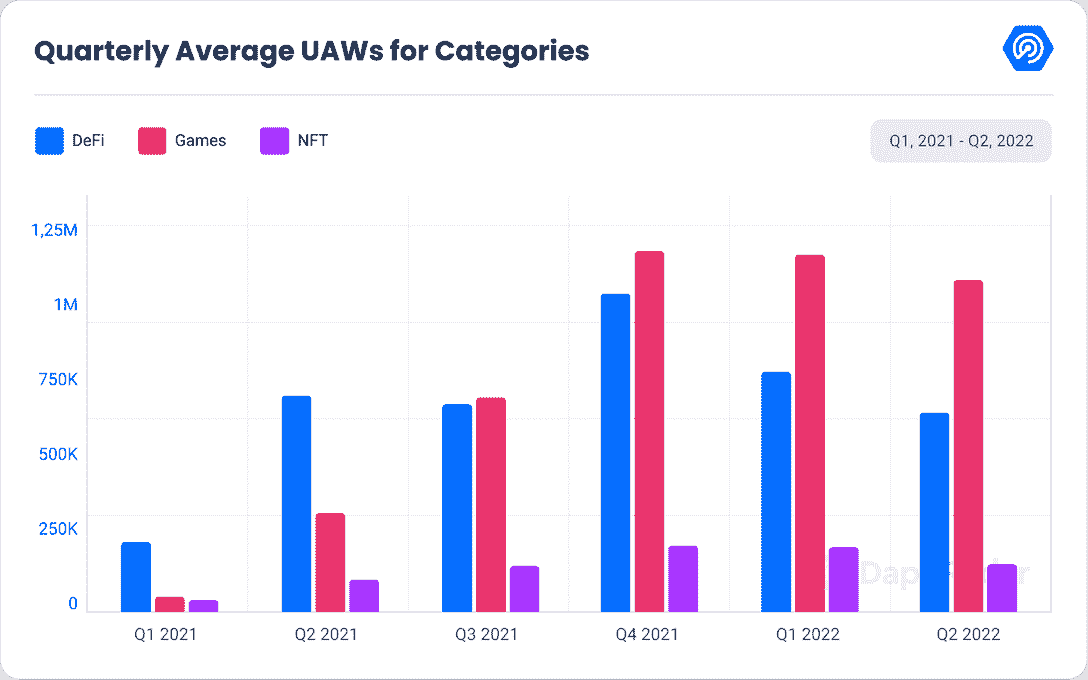 Quarterly Average UAWs for Categories
DeFi Games NFT
Q1, 2021 - Q2, 2022
1,25M
1M
750K
500K
250K
0
Q1 2021 Q2 2021 Q3 2021 Q4 2021 Q1 2022 Q2 2022